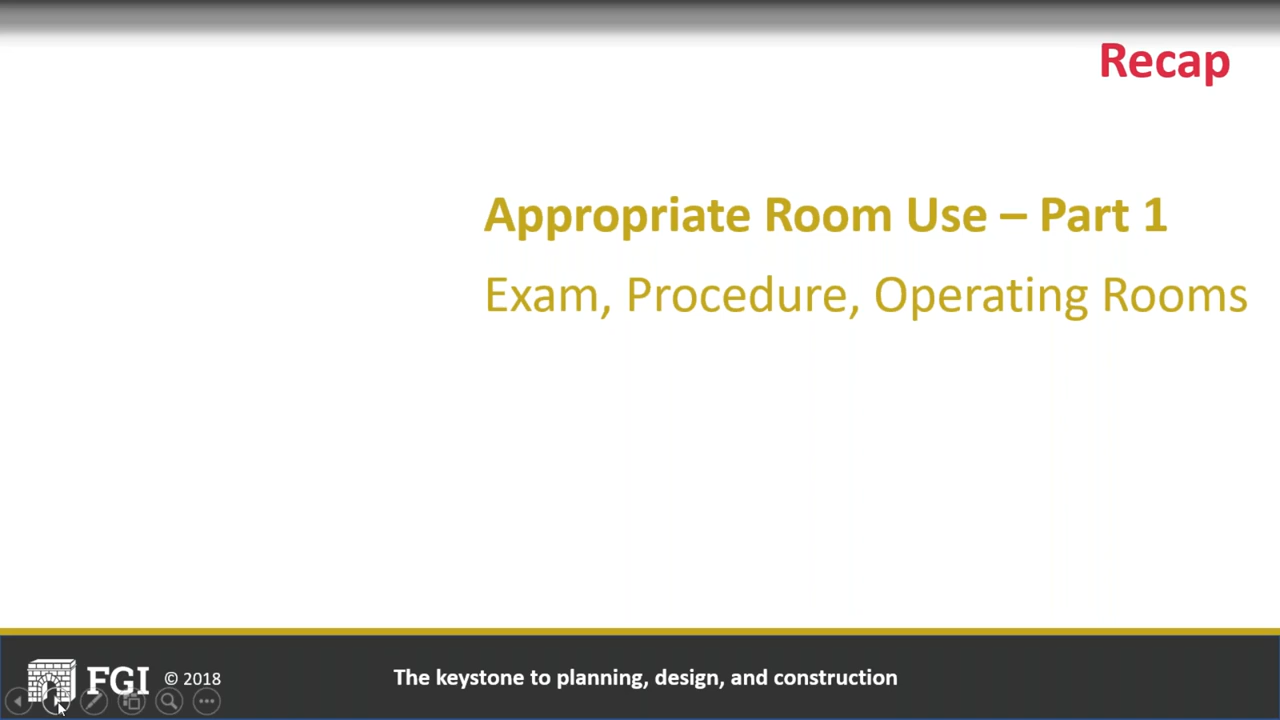 Recap
Appropriate Room Use – Part 1
Exam, Procedure, Operating Rooms
FGI © 2018
The keystone to planning, design, and construction